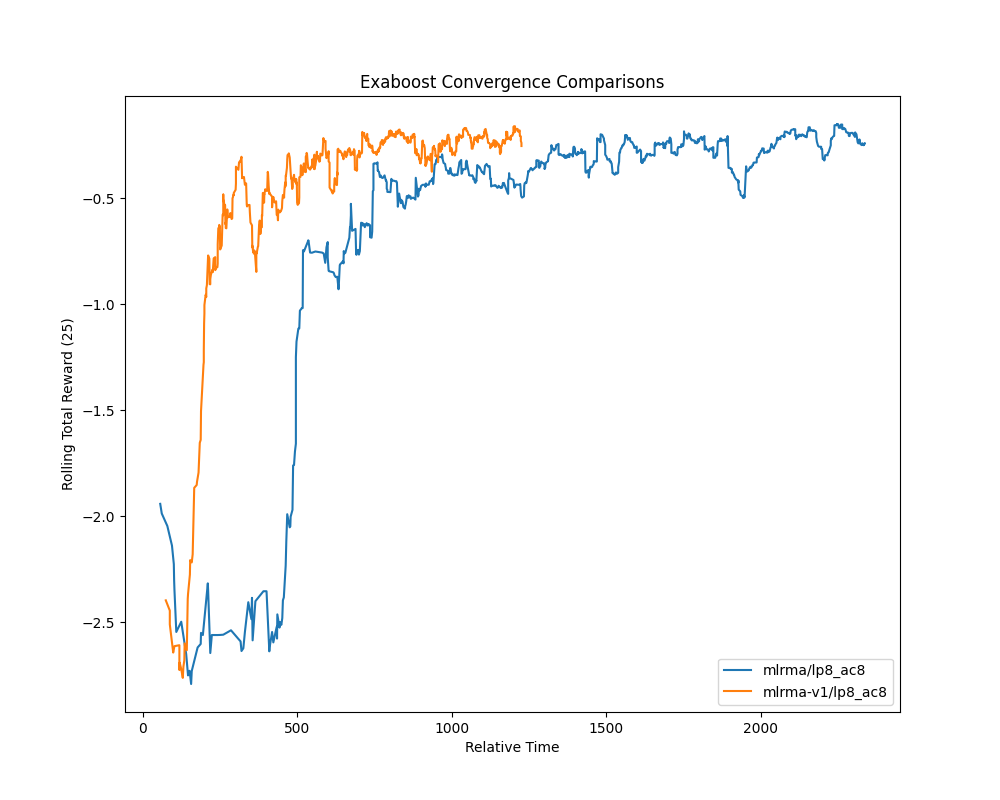 Exaboost Convergence Comparisons
Rolling Total Reward (25)
−0.5
−1.0
−1.5
−2.0
−2.5
0
500
1000
1500
2000
Relative Time
mlrma/lp8_ac8
mlrma-v1/lp8_ac8